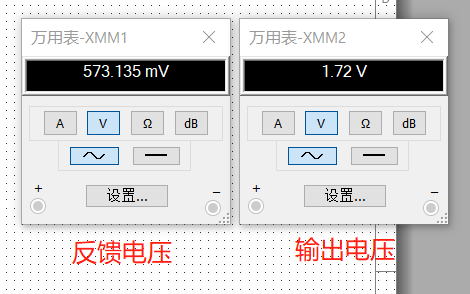 万用表-XMM1
573.135 mV
A V Ω dB
+ 设置... −
反馈电压
万用表-XMM2
1.72 V
A V Ω dB
+ 设置... −
输出电压